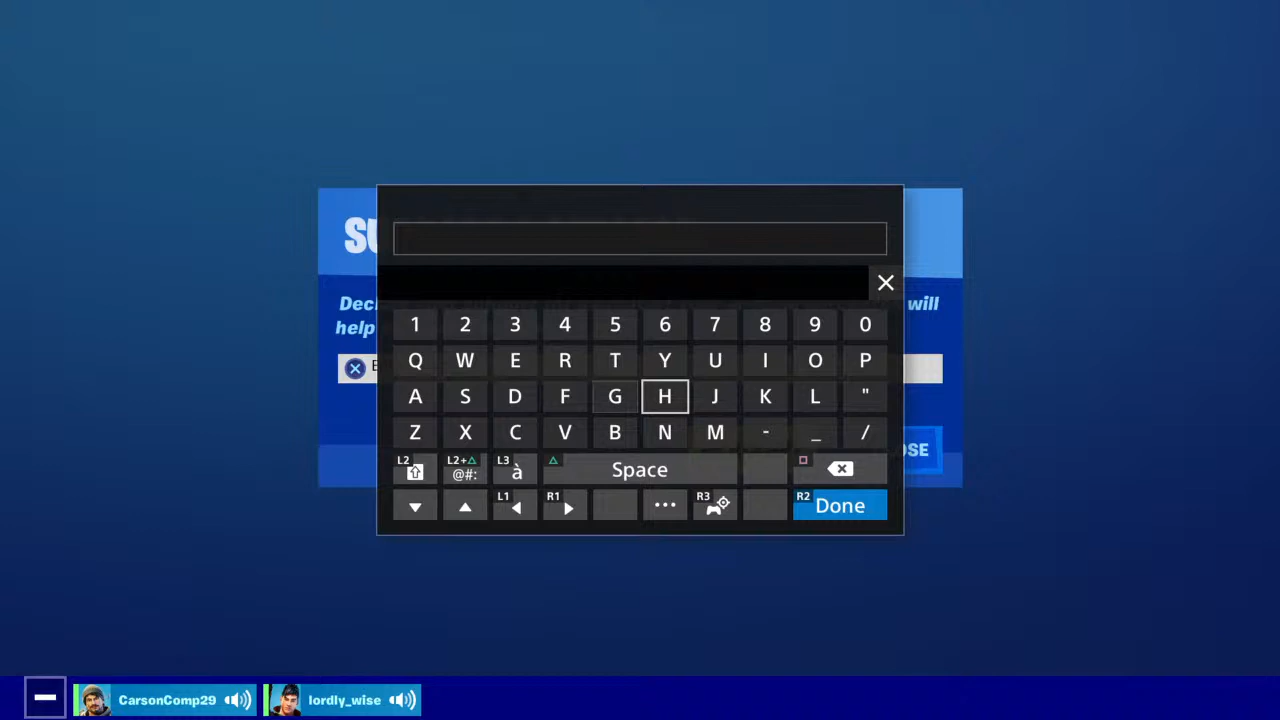 SU
Decl will
help
E
1 2 3 4 5 6 7 8 9 0
Q W E R T Y U I O P
A S D F G H J K L "
Z X C V B N M - _ /
L2 L2+△ @#: L3 à △ Space
L1 R1 ... R3 R2 Done
OSE
CarsonComp29 lordly_wise